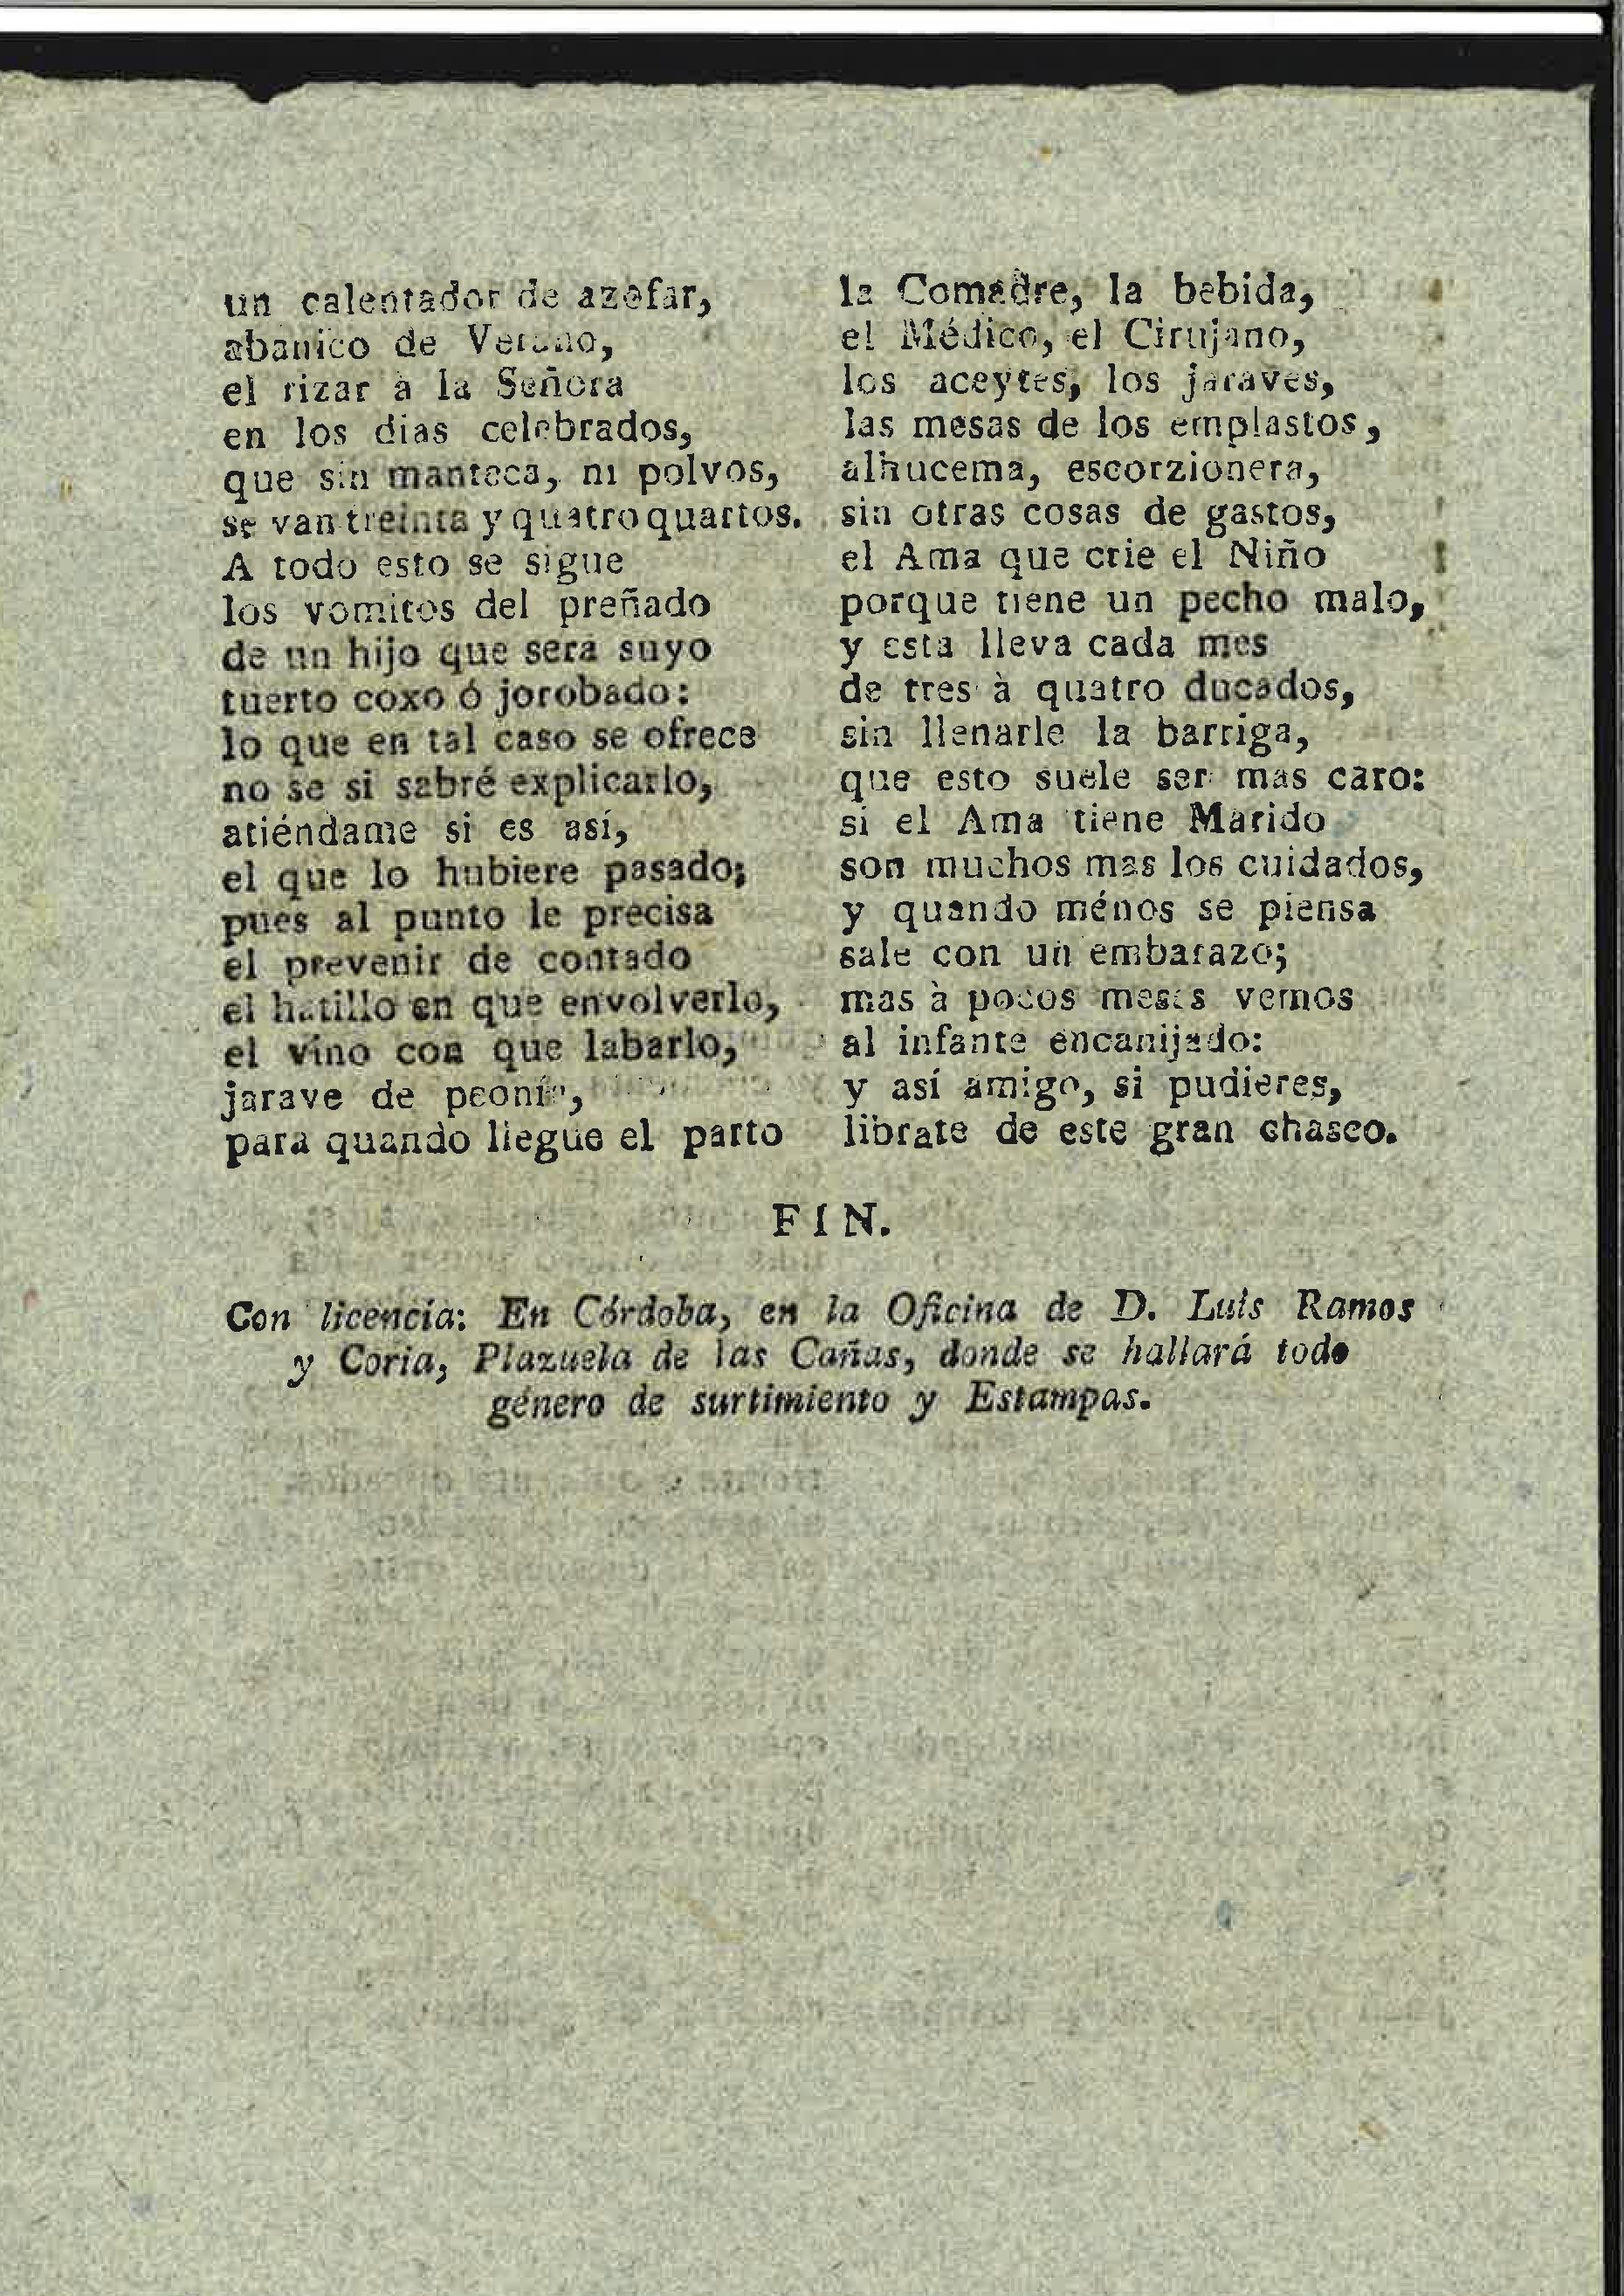 un calentador de azofar,
abanico de Verano,
el rizar à la Señora
en los dias celebrados,
que sin manteca, ni polvos,
se van treinta y quatro quartos.
A todo esto se sigue
los vomitos del preñado
de un hijo que será suyo
tuerto coxo ó jorobado:
lo que en tal caso se ofrece
no se si sabré explicarlo,
atiéndame si es así,
el que lo hubiere pasado;
pues al punto le precisa
el prevenir de contado
el hatillo en que envolverlo,
el vino con que labarlo,
jarave de peonía,
para quando llegue el parto
la Comadre, la bebida,
el Médico, el Cirujano,
los aceytes, los jaraves,
las mesas de los emplastos,
alhucema, escorzionera,
sin otras cosas de gastos,
el Ama que crie el Niño
porque tiene un pecho malo,
y esta lleva cada mes
de tres à quatro ducados,
sin llenarle la barriga,
que esto suele ser mas caro:
si el Ama tiene Marido
son muchos mas los cuidados,
y quando ménos se piensa
sale con un embarazo;
mas à pocos meses vemos
al infante encanijado:
y así amigo, si pudieres,
librate de este gran chasco.
FIN.
Con licencia: En Córdoba, en la Oficina de D. Luis Ramos
y Coria, Plazuela de las Cañas, donde se hallará todo
género de surtimiento y Estampas.